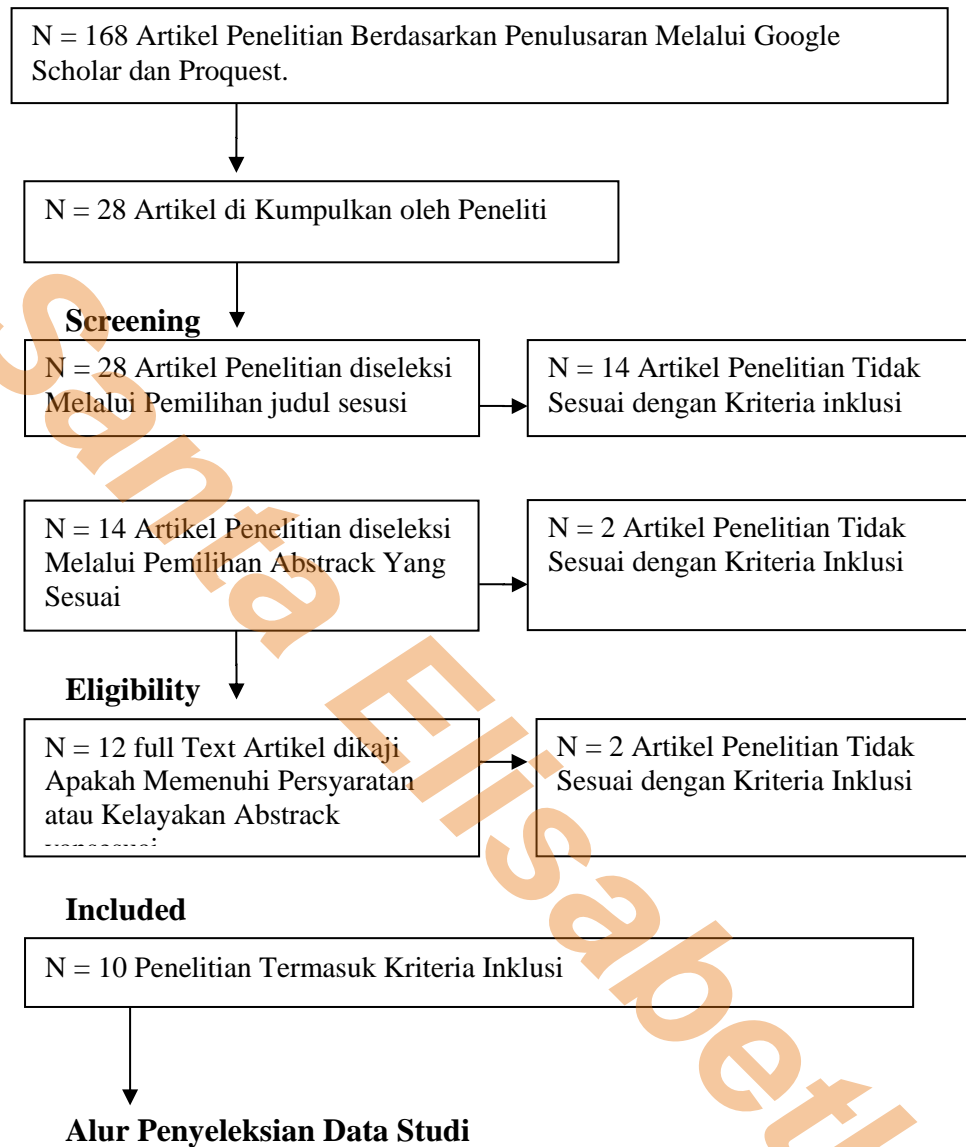 N = 168 Artikel Penelitian Berdasarkan Penulusaran Melalui Google
Scholar dan Proquest.
N = 28 Artikel di Kumpulkan oleh Peneliti
Screening
N = 28 Artikel Penelitian diseleksi
Melalui Pemilihan judul sesusi
N = 14 Artikel Penelitian Tidak
Sesuai dengan Kriteria inklusi
N = 14 Artikel Penelitian diseleksi
Melalui Pemilihan Abstrack Yang
Sesuai
N = 2 Artikel Penelitian Tidak
Sesuai dengan Kriteria Inklusi
Eligibility
N = 12 full Text Artikel dikaji
Apakah Memenuhi Persyaratan
atau Kelayakan Abstrack
N = 2 Artikel Penelitian Tidak
Sesuai dengan Kriteria Inklusi
Included
N = 10 Penelitian Termasuk Kriteria Inklusi
Alur Penyeleksian Data Studi
Santa Elisabeth